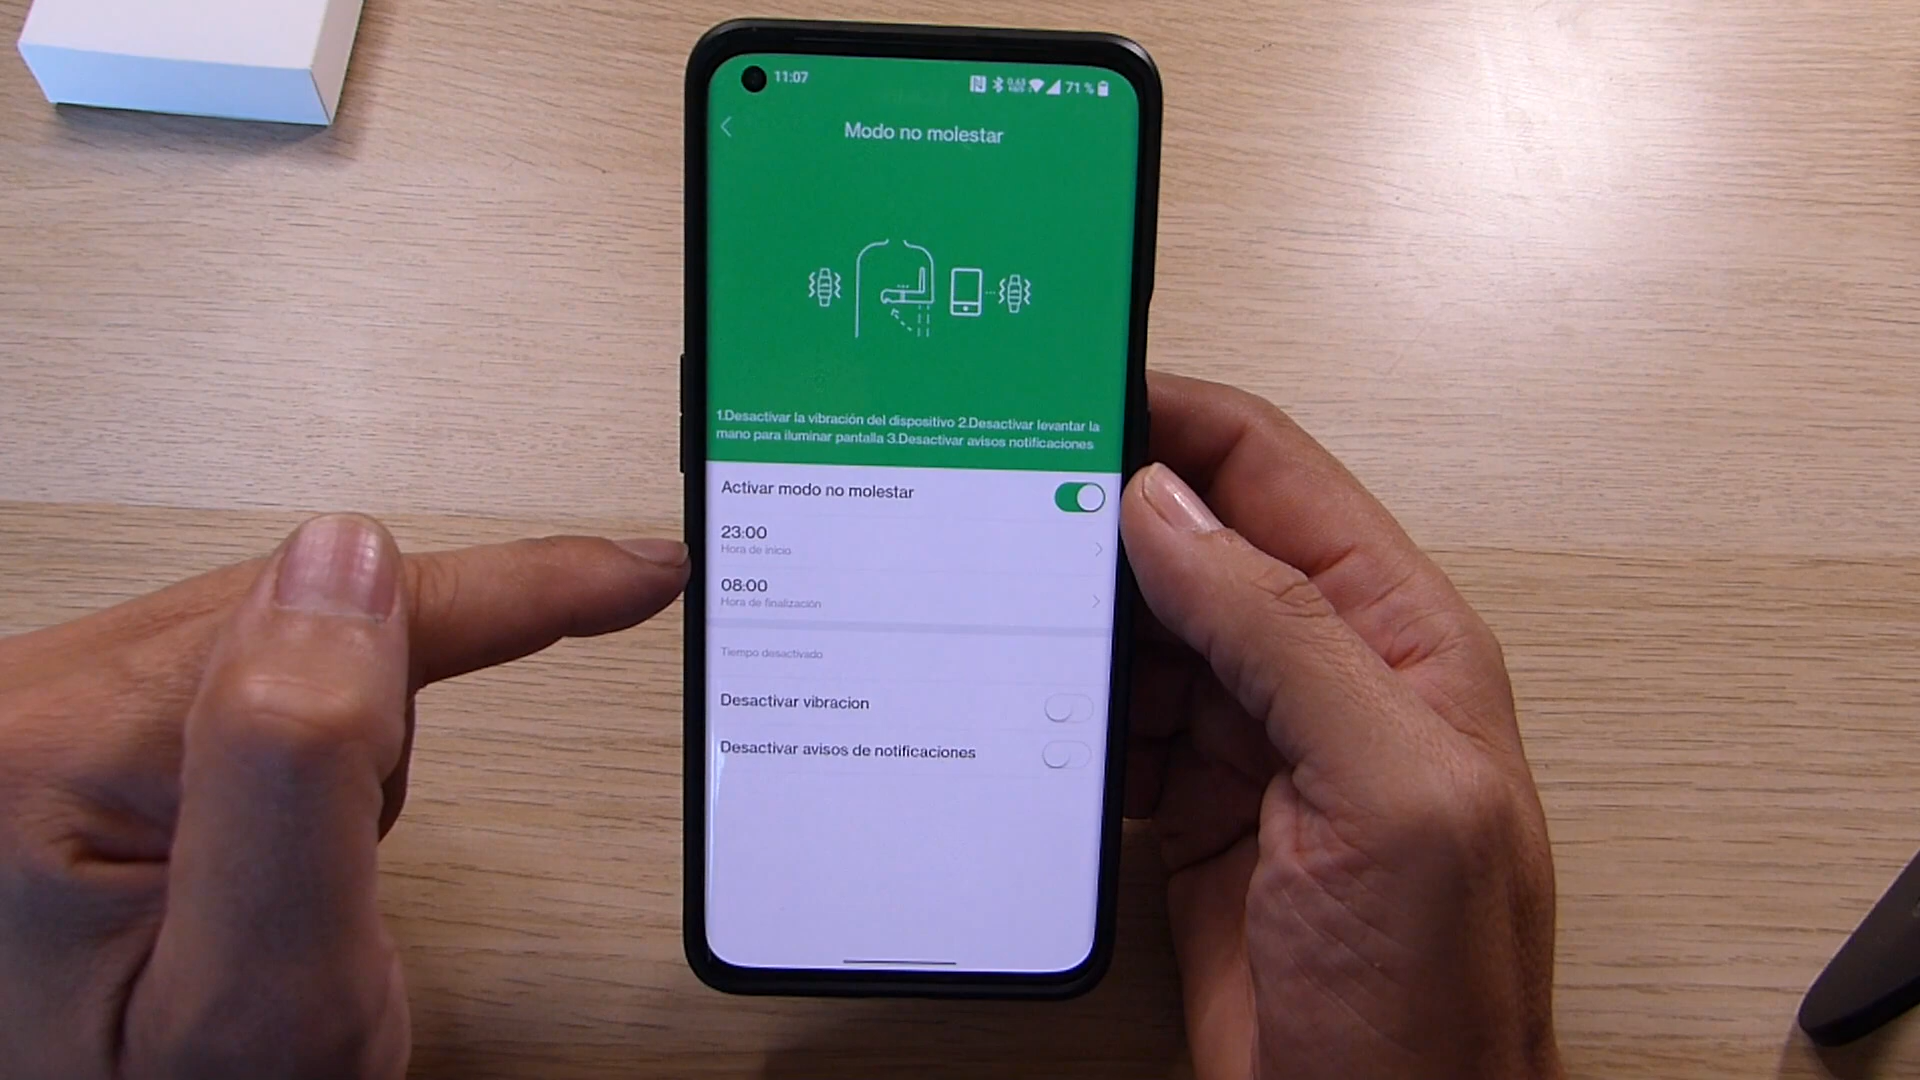 11:07
71 %
Modo no molestar
1.Desactivar la vibración del dispositivo 2.Desactivar levantar la
mano para iluminar pantalla 3.Desactivar avisos notificaciones
Activar modo no molestar
23:00
Hora de inicio
08:00
Hora de finalización
Tiempo desactivado
Desactivar vibracion
Desactivar avisos de notificaciones